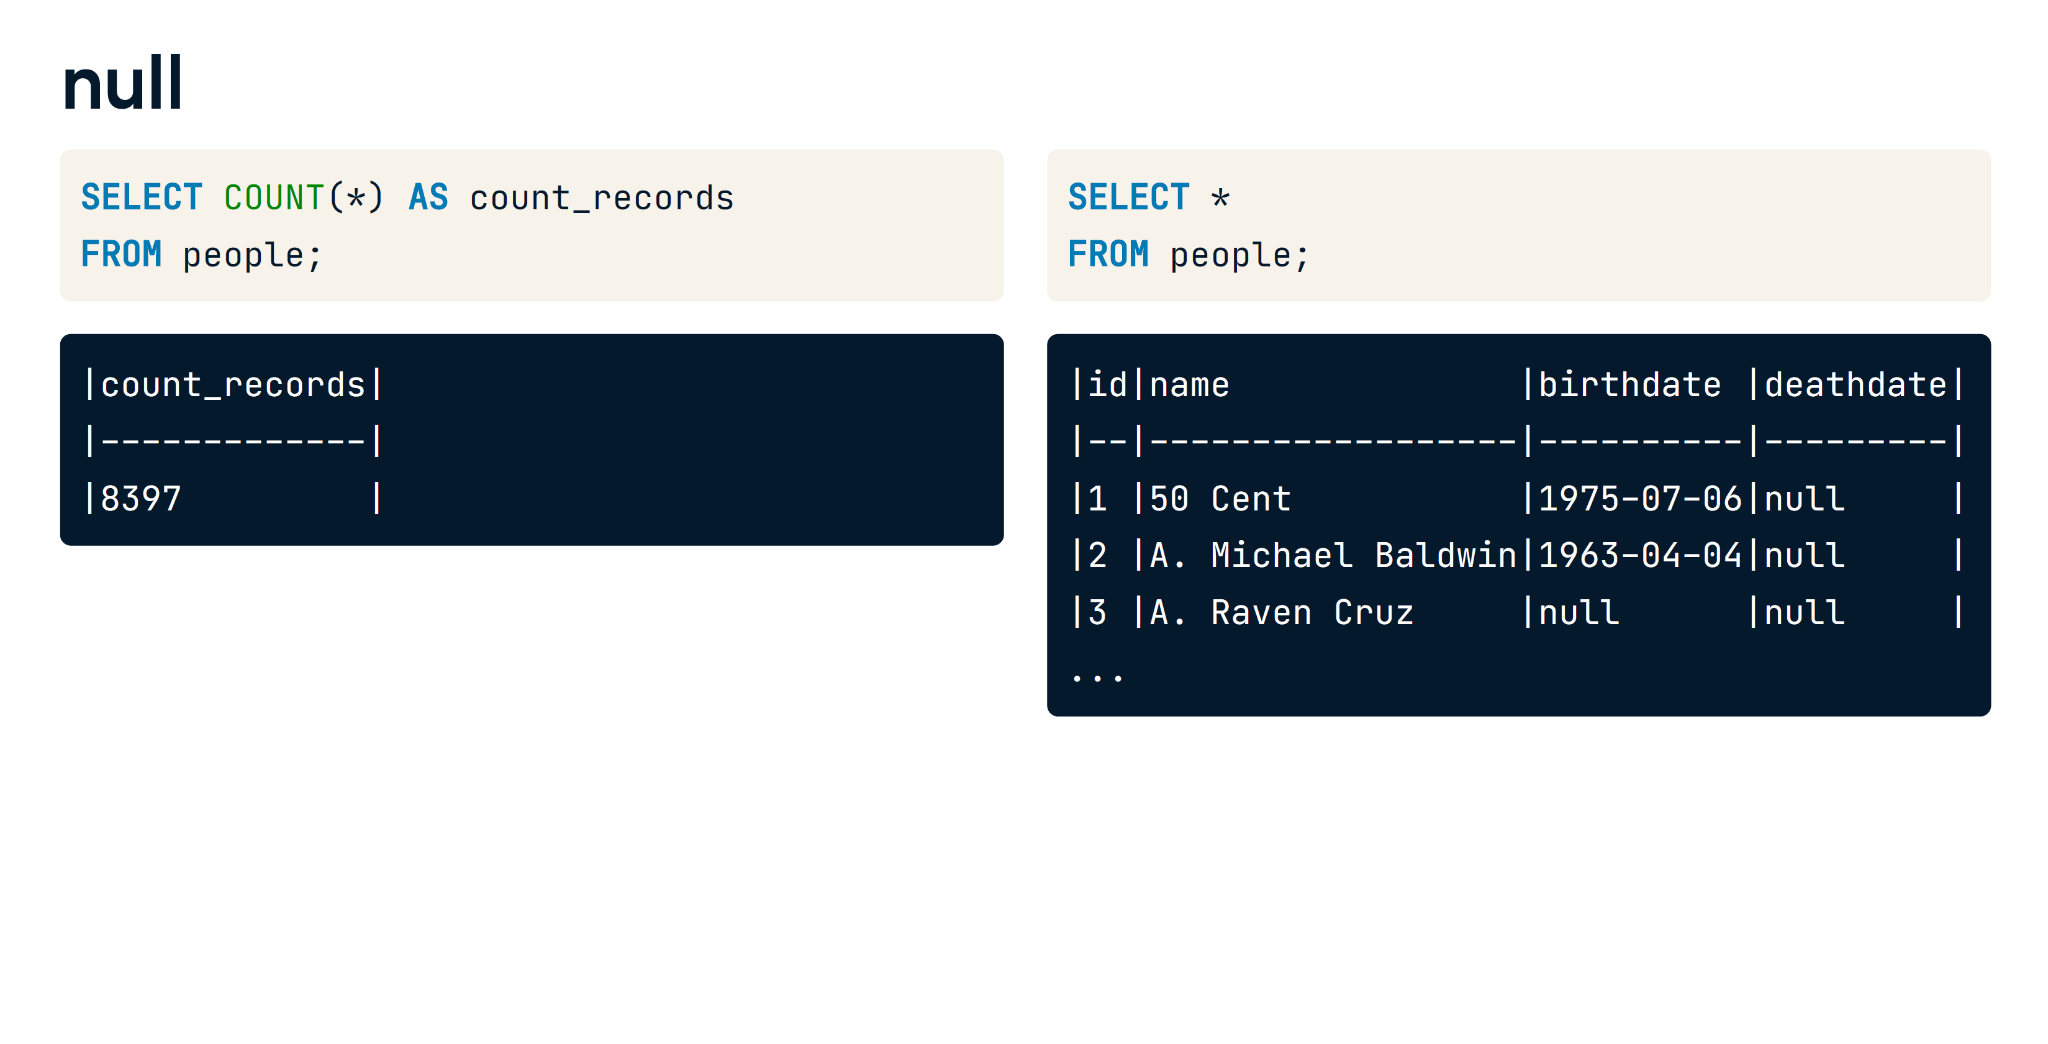 null
SELECT COUNT(*) AS count_records
FROM people;
|count_records|
|-------------|
|8397         |
SELECT *
FROM people;
|id|name              |birthdate |deathdate|
|--|------------------|----------|---------|
|1 |50 Cent           |1975-07-06|null     |
|2 |A. Michael Baldwin|1963-04-04|null     |
|3 |A. Raven Cruz     |null      |null     |
...